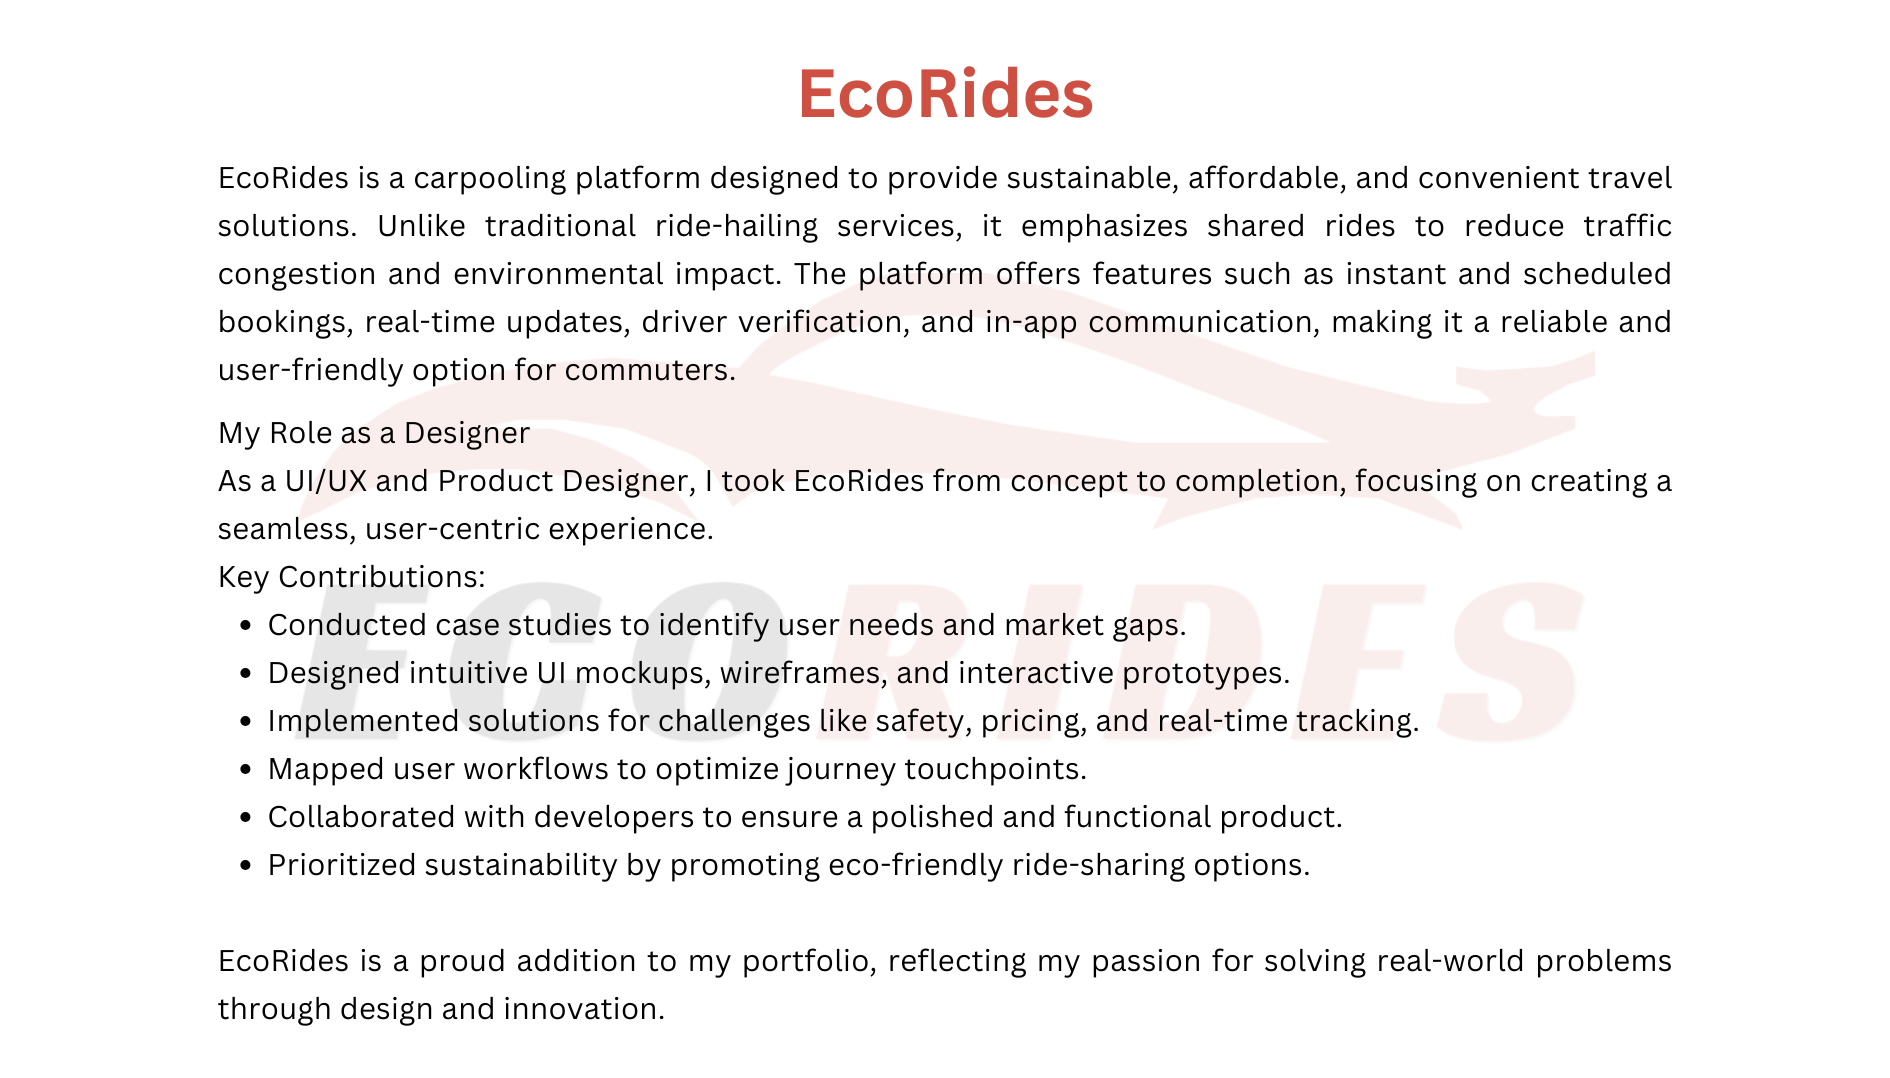 EcoRides
EcoRides is a carpooling platform designed to provide sustainable, affordable, and convenient travel
solutions. Unlike traditional ride-hailing services, it emphasizes shared rides to reduce traffic
congestion and environmental impact. The platform offers features such as instant and scheduled
bookings, real-time updates, driver verification, and in-app communication, making it a reliable and
user-friendly option for commuters.
My Role as a Designer
As a UI/UX and Product Designer, I took EcoRides from concept to completion, focusing on creating a
seamless, user-centric experience.
Key Contributions:
• Conducted case studies to identify user needs and market gaps.
• Designed intuitive UI mockups, wireframes, and interactive prototypes.
• Implemented solutions for challenges like safety, pricing, and real-time tracking.
• Mapped user workflows to optimize journey touchpoints.
• Collaborated with developers to ensure a polished and functional product.
• Prioritized sustainability by promoting eco-friendly ride-sharing options.
EcoRides is a proud addition to my portfolio, reflecting my passion for solving real-world problems
through design and innovation.
ECORIDES